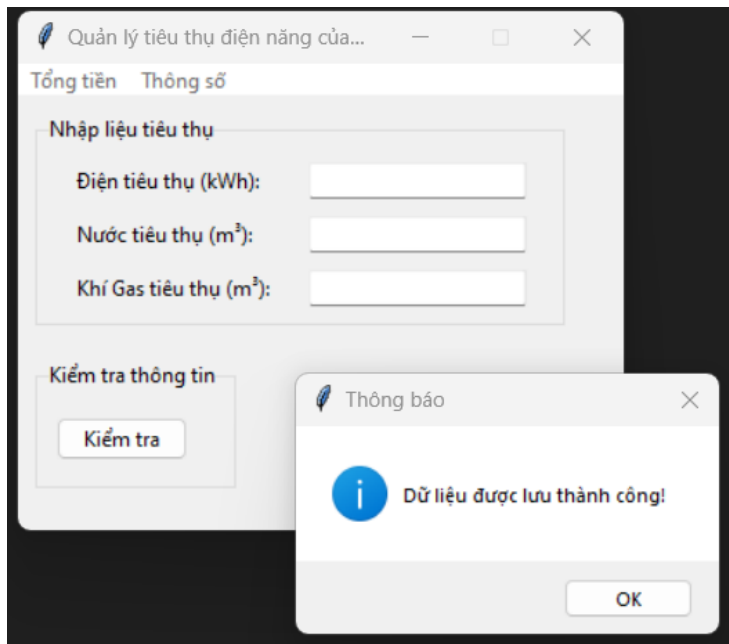 Quản lý tiêu thụ điện năng của...
Tổng tiền Thông số
Nhập liệu tiêu thụ
Điện tiêu thụ (kWh):
Nước tiêu thụ (m³):
Khí Gas tiêu thụ (m³):
Kiểm tra thông tin
Kiểm tra
Thông báo
Dữ liệu được lưu thành công!
OK